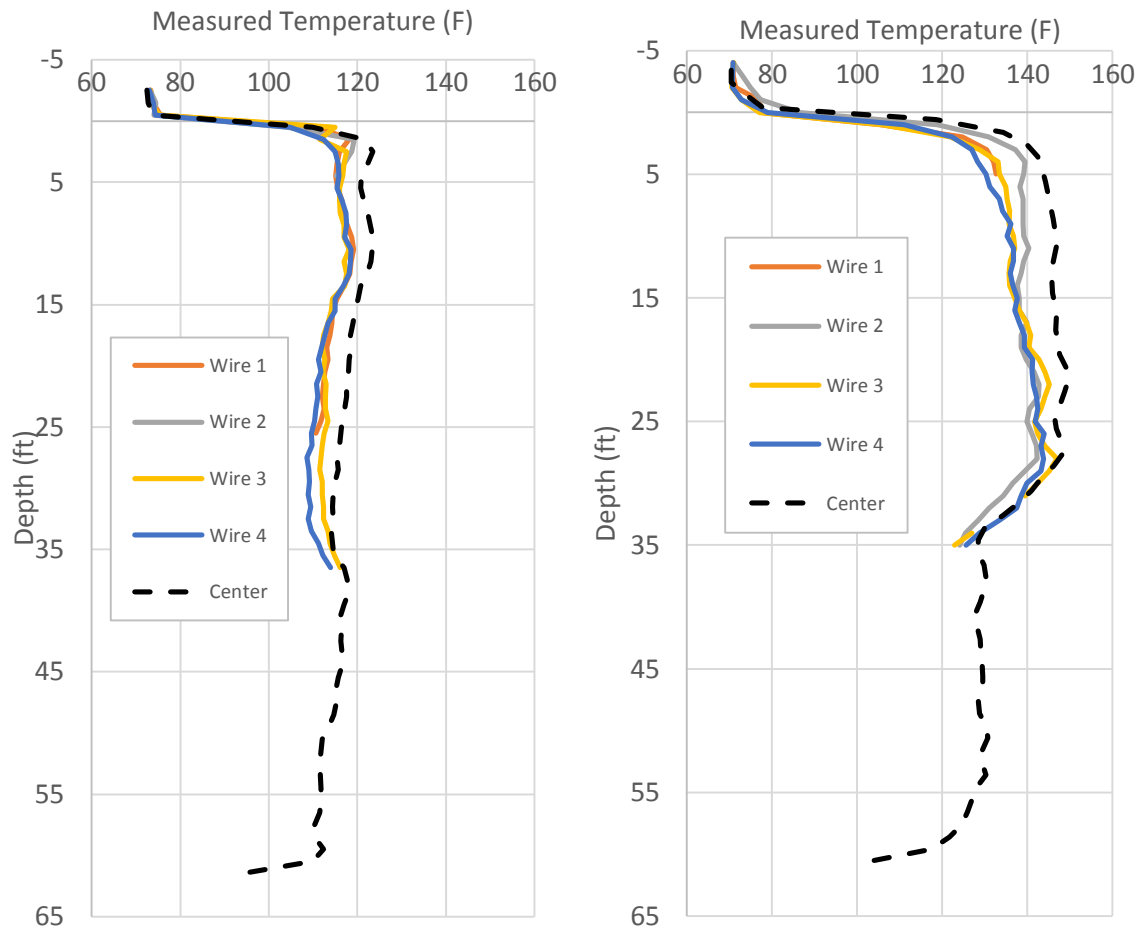 Measured Temperature (F)
-5
60 80 100 120 140 160
5
15
25
35
45
55
65
Depth (ft)
Wire 1
Wire 2
Wire 3
Wire 4
Center
Measured Temperature (F)
-5
60 80 100 120 140 160
5
15
25
35
45
55
65
Depth (ft)
Wire 1
Wire 2
Wire 3
Wire 4
Center